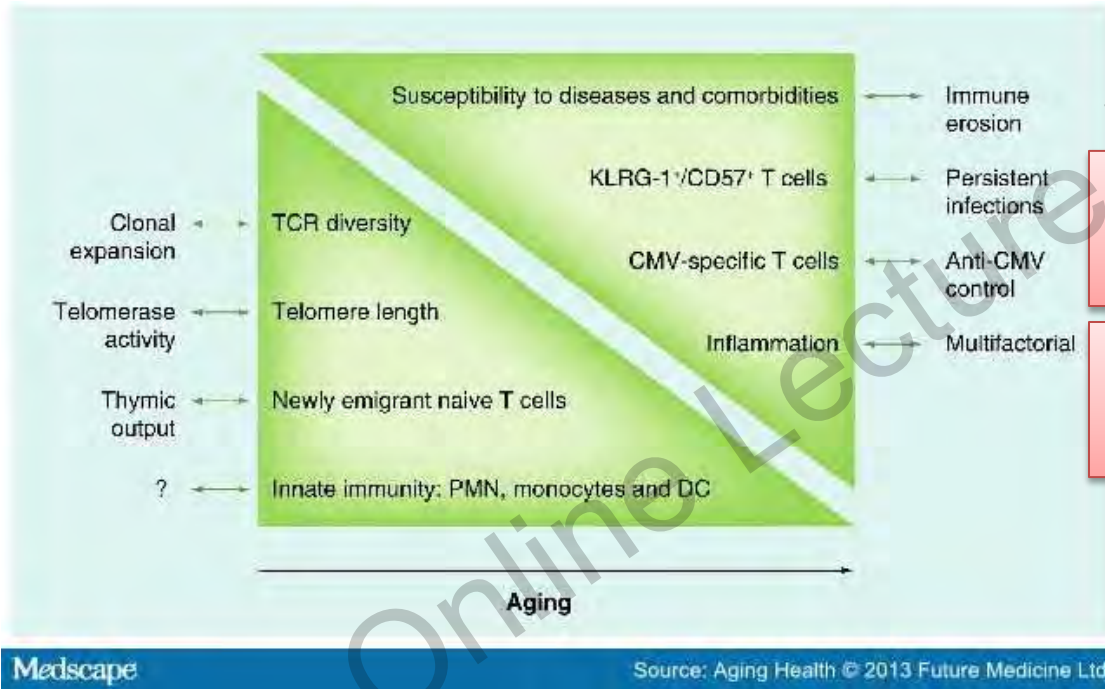 Susceptibility to diseases and comorbidities
Immune
erosion
KLRG-1⁺/CD57⁺ T cells
Persistent
infections
Clonal
expansion
TCR diversity
CMV-specific T cells
Anti-CMV
control
Telomerase
activity
Telomere length
Inflammation
Multifactorial
Thymic
output
Newly emigrant naive T cells
?
Innate immunity: PMN, monocytes and DC
Aging
Online Lecture
Medscape
Source: Aging Health © 2013 Future Medicine Ltd